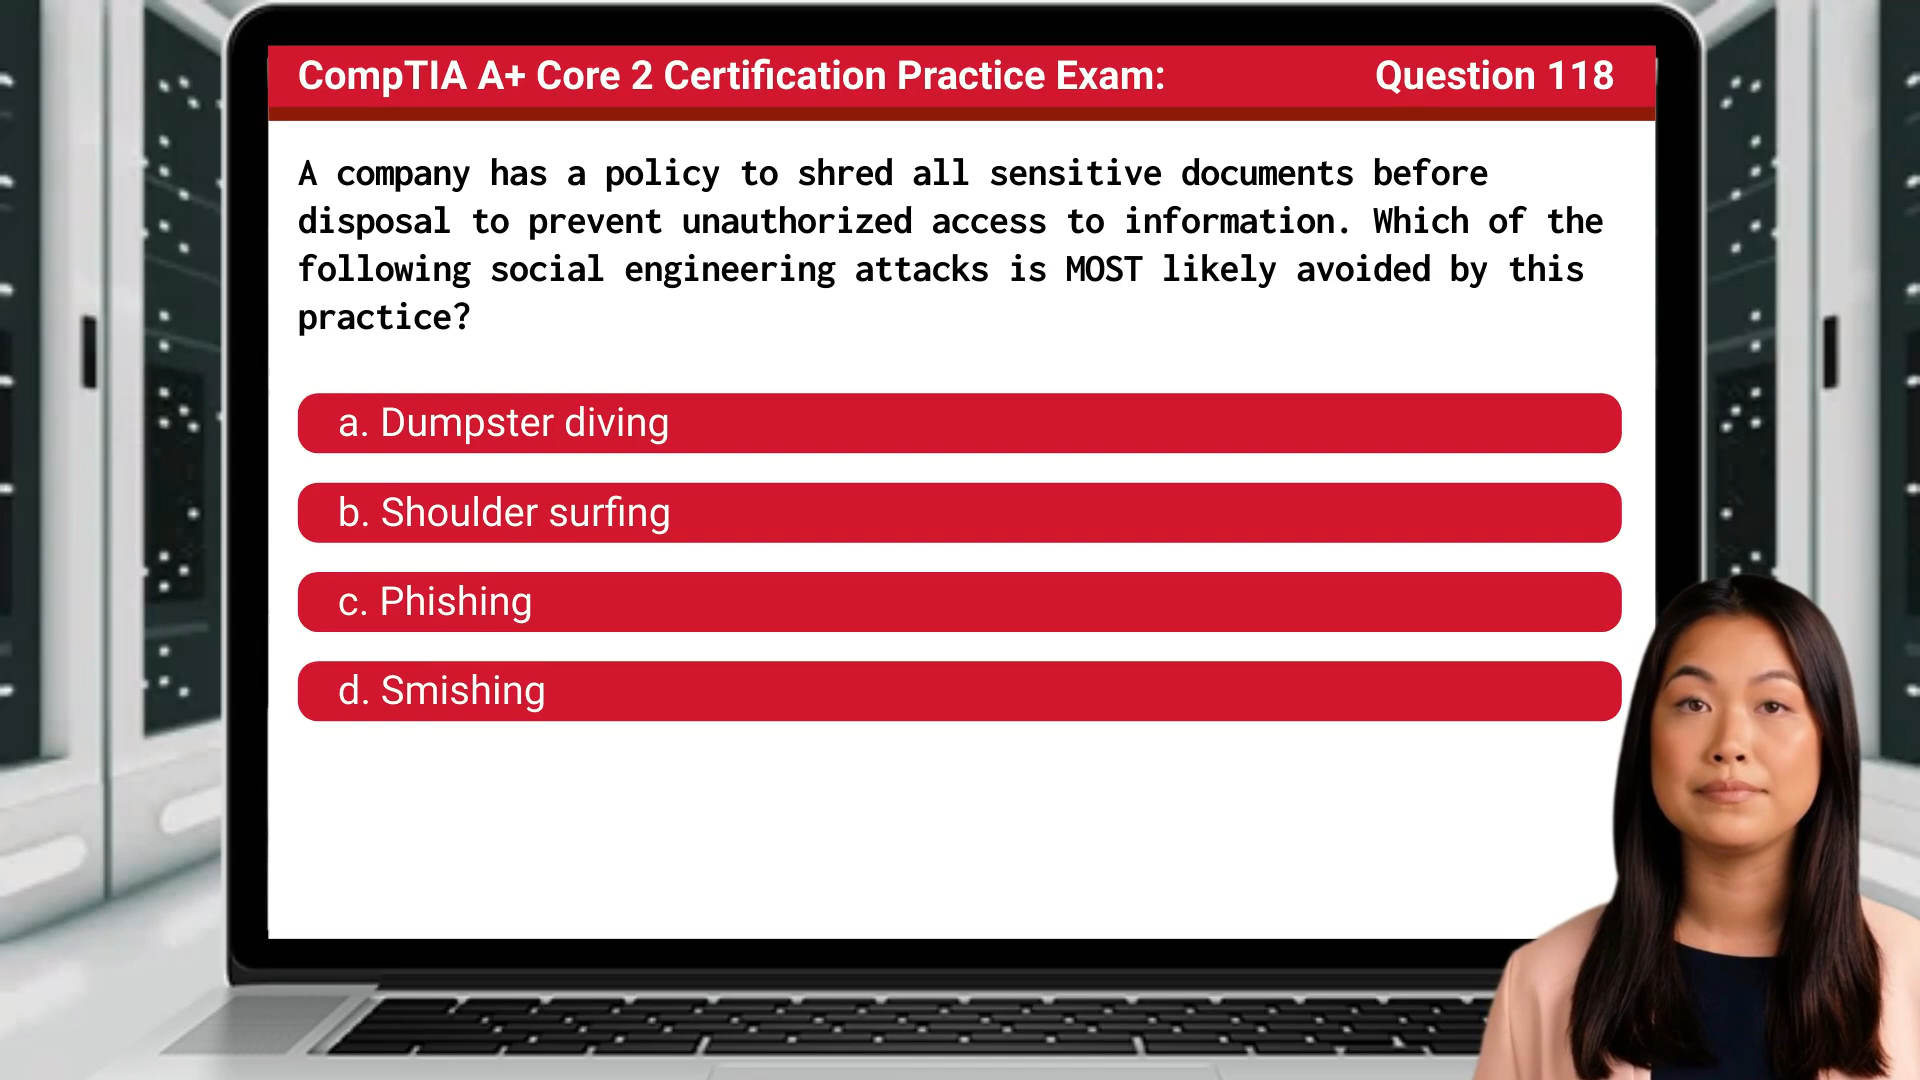 CompTIA A+ Core 2 Certification Practice Exam: Question 118
A company has a policy to shred all sensitive documents before
disposal to prevent unauthorized access to information. Which of the
following social engineering attacks is MOST likely avoided by this
practice?
a. Dumpster diving
b. Shoulder surfing
c. Phishing
d. Smishing